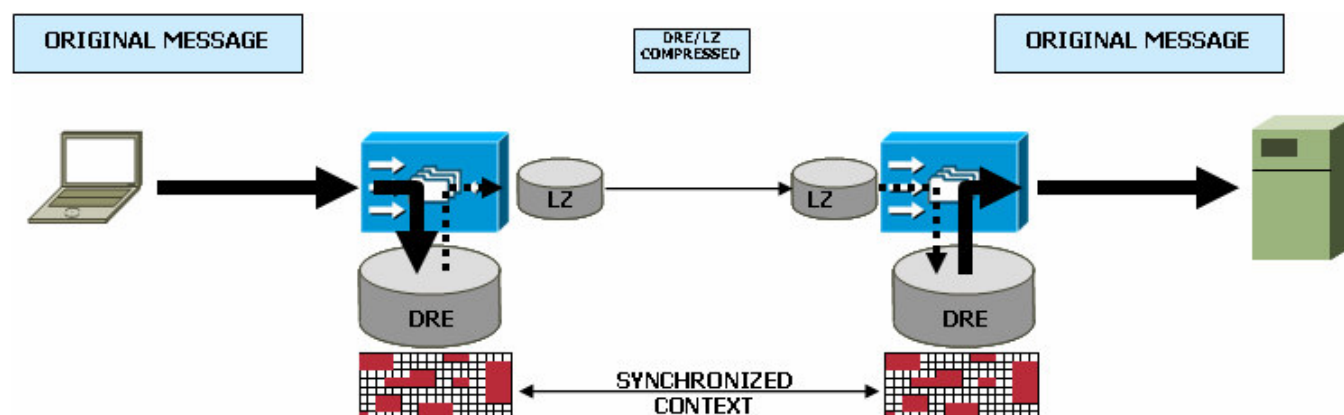 ORIGINAL MESSAGE
DRE/LZ
COMPRESSED
ORIGINAL MESSAGE
LZ
LZ
DRE
DRE
SYNCHRONIZED
CONTEXT